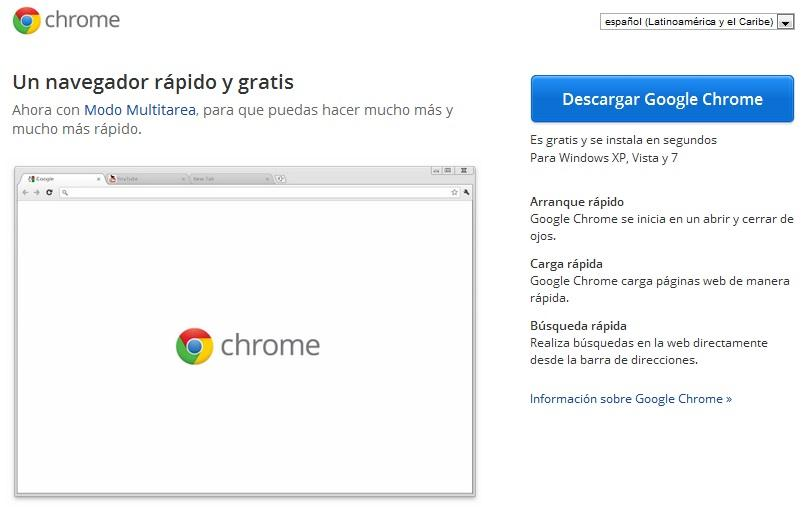 chrome
español (Latinoamérica y el Caribe)
Un navegador rápido y gratis
Ahora con Modo Multitarea, para que puedas hacer mucho más y
mucho más rápido.
Google
YouTube
New Tab
chrome
Descargar Google Chrome
Es gratis y se instala en segundos
Para Windows XP, Vista y 7
Arranque rápido
Google Chrome se inicia en un abrir y cerrar de
ojos.
Carga rápida
Google Chrome carga páginas web de manera
rápida.
Búsqueda rápida
Realiza búsquedas en la web directamente
desde la barra de direcciones.
Información sobre Google Chrome »